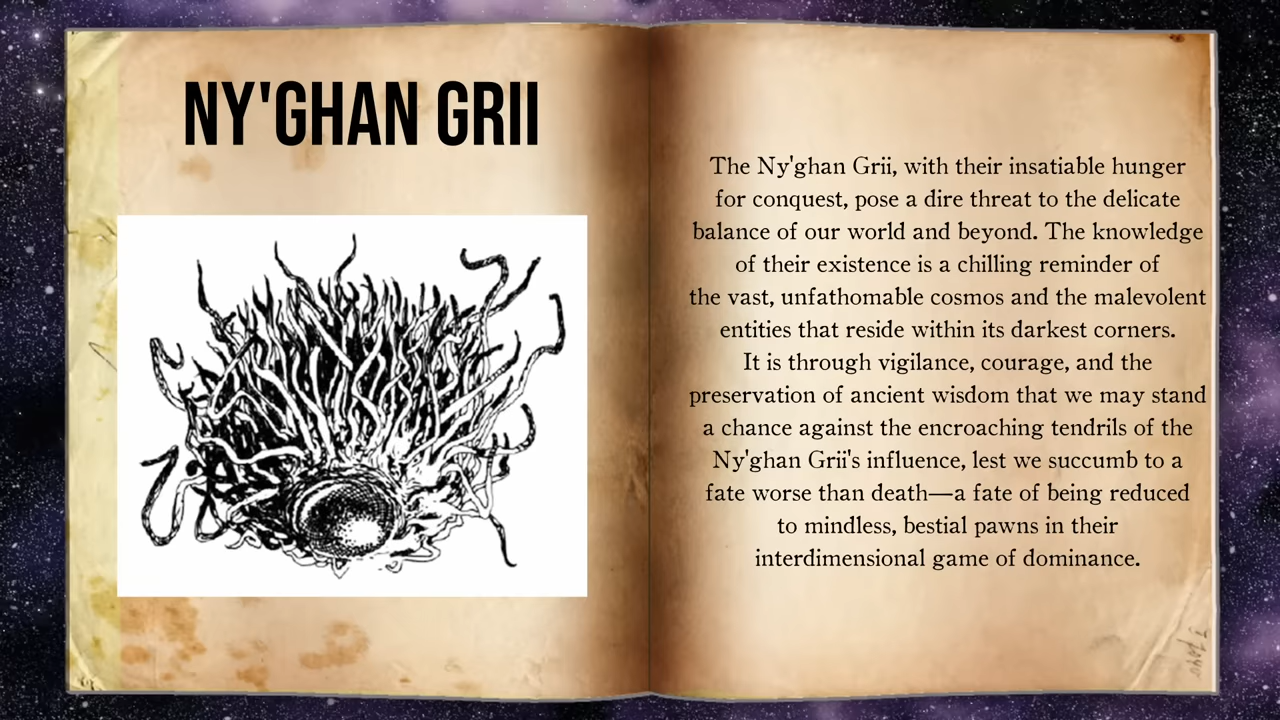 NY'GHAN GRII
The Ny'ghan Grii, with their insatiable hunger
for conquest, pose a dire threat to the delicate
balance of our world and beyond. The knowledge
of their existence is a chilling reminder of
the vast, unfathomable cosmos and the malevolent
entities that reside within its darkest corners.
It is through vigilance, courage, and the
preservation of ancient wisdom that we may stand
a chance against the encroaching tendrils of the
Ny'ghan Grii's influence, lest we succumb to a
fate worse than death—a fate of being reduced
to mindless, bestial pawns in their
interdimensional game of dominance.